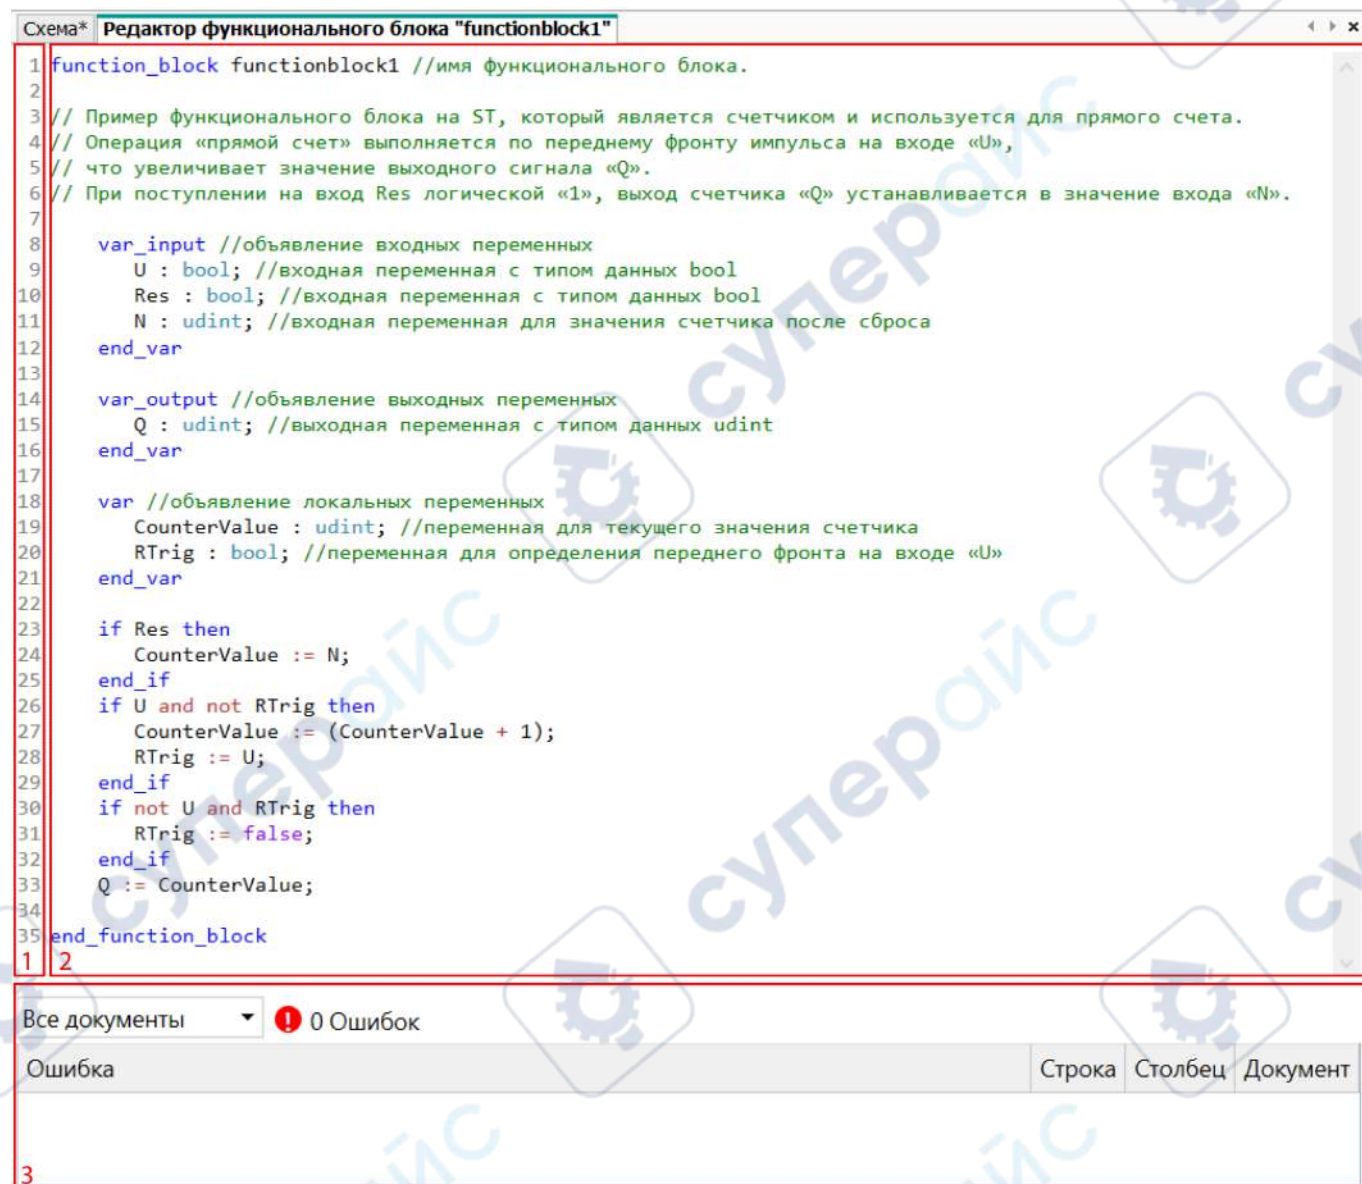 Схема* Редактор функционального блока "functionblock1"
1 function_block functionblock1 //имя функционального блока.
2
3 // Пример функционального блока на ST, который является счетчиком и используется для прямого счета.
4 // Операция «прямой счет» выполняется по переднему фронту импульса на входе «U»,
5 // что увеличивает значение выходного сигнала «Q».
6 // При поступлении на вход Res логической «1», выход счетчика «Q» устанавливается в значение входа «N».
7
8 var_input //объявление входных переменных
9 U : bool; //входная переменная с типом данных bool
10 Res : bool; //входная переменная с типом данных bool
11 N : udint; //входная переменная для значения счетчика после сброса
12 end_var
13
14 var_output //объявление выходных переменных
15 Q : udint; //выходная переменная с типом данных udint
16 end_var
17
18 var //объявление локальных переменных
19 CounterValue : udint; //переменная для текущего значения счетчика
20 RTrig : bool; //переменная для определения переднего фронта на входе «U»
21 end_var
22
23 if Res then
24 CounterValue := N;
25 end_if
26 if U and not RTrig then
27 CounterValue := (CounterValue + 1);
28 RTrig := U;
29 end_if
30 if not U and RTrig then
31 RTrig := false;
32 end_if
33 Q := CounterValue;
34
35 end_function_block
1 2
Все документы 0 Ошибок
Ошибка Строка Столбец Документ
3
суперайс
суперайс
суперайс